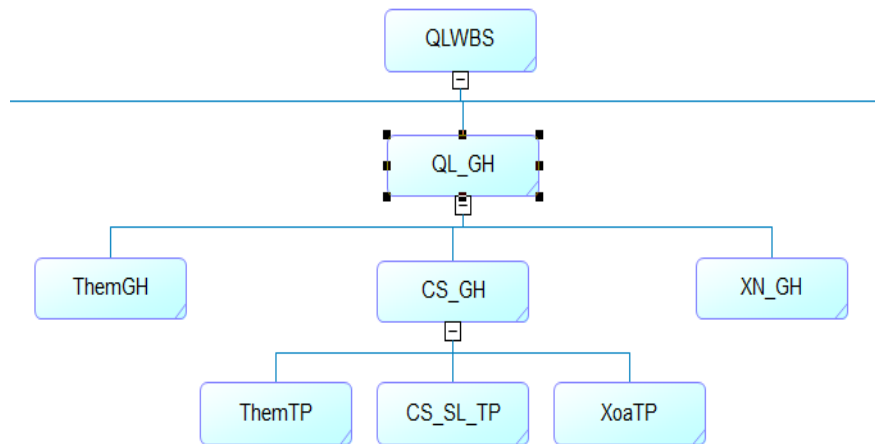 QLWBS
QL_GH
ThemGH
CS_GH
XN_GH
ThemTP
CS_SL_TP
XoaTP